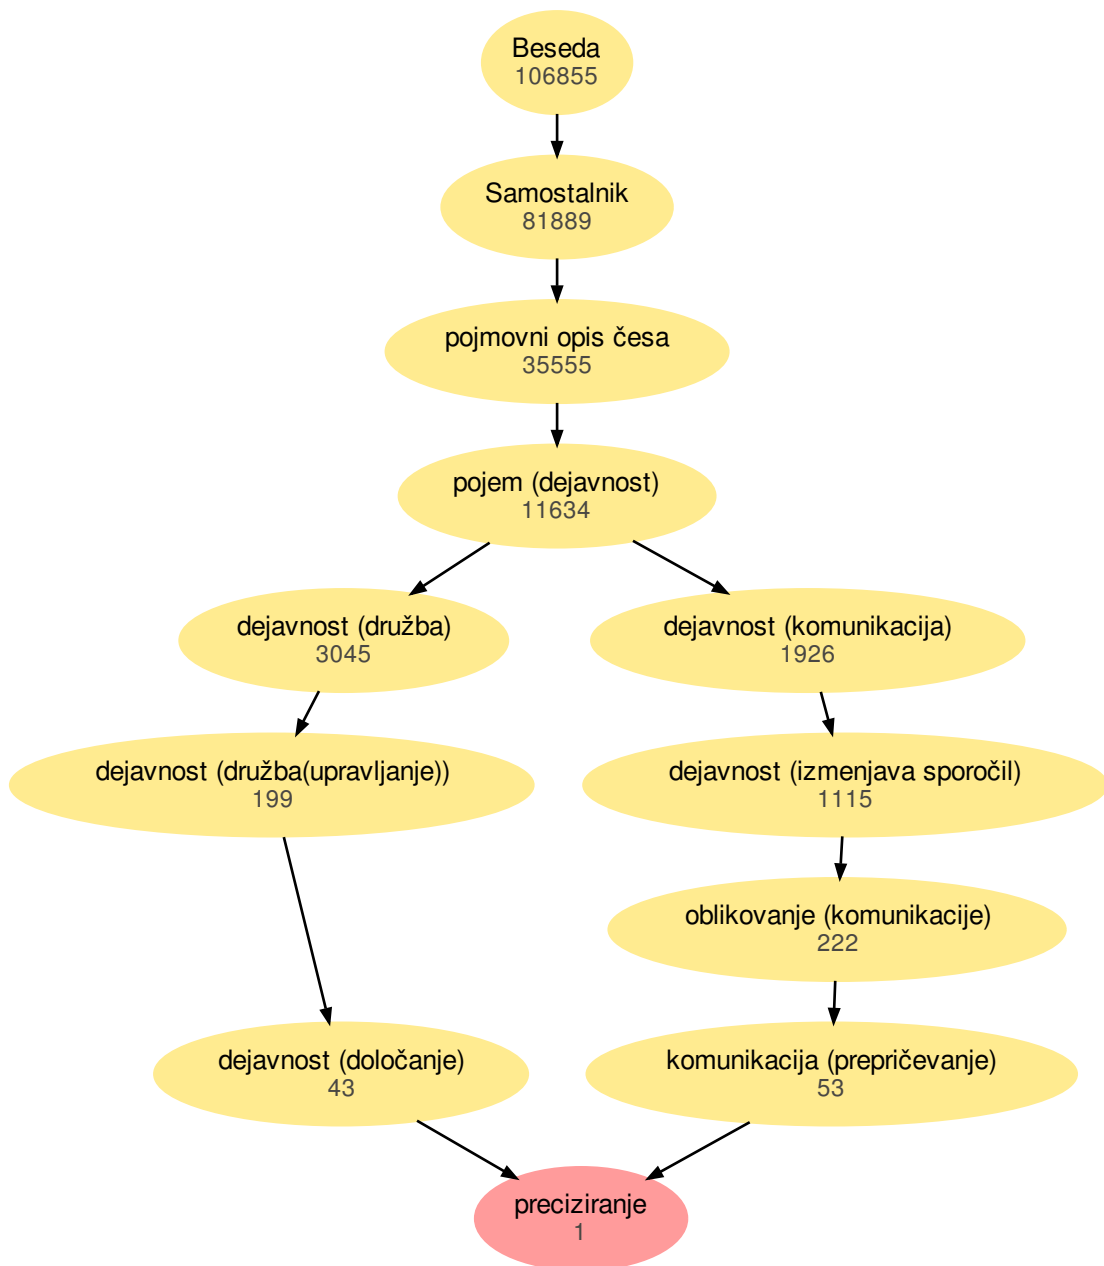 Beseda
106855
Samostalnik
81889
pojmovni opis česa
35555
pojem (dejavnost)
11634
dejavnost (družba)
3045
dejavnost (komunikacija)
1926
dejavnost (družba(upravljanje))
199
dejavnost (izmenjava sporočil)
1115
oblikovanje (komunikacije)
222
dejavnost (določanje)
43
komunikacija (prepričevanje)
53
preciziranje
1